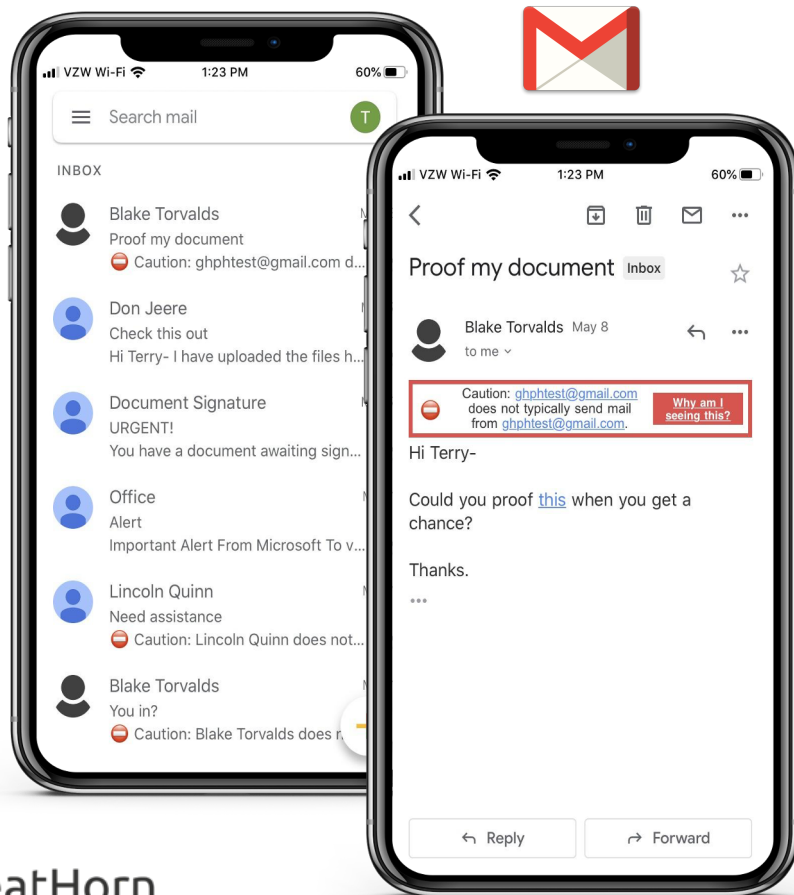 VZW Wi-Fi 1:23 PM 60%
Search mail T
INBOX
Blake Torvalds
Proof my document
Caution: ghphtest@gmail.com d...
Don Jeere
Check this out
Hi Terry- I have uploaded the files h...
Document Signature
URGENT!
You have a document awaiting sign...
Office
Alert
Important Alert From Microsoft To v...
Lincoln Quinn
Need assistance
Caution: Lincoln Quinn does not...
Blake Torvalds
You in?
Caution: Blake Torvalds does
VZW Wi-Fi 1:23 PM 60%
Proof my document Inbox
Blake Torvalds May 8
to me
Caution: ghphtest@gmail.com
does not typically send mail
from ghphtest@gmail.com.
Why am I
seeing this?
Hi Terry-
Could you proof this when you get a
chance?
Thanks.
...
Reply Forward
eatHorn